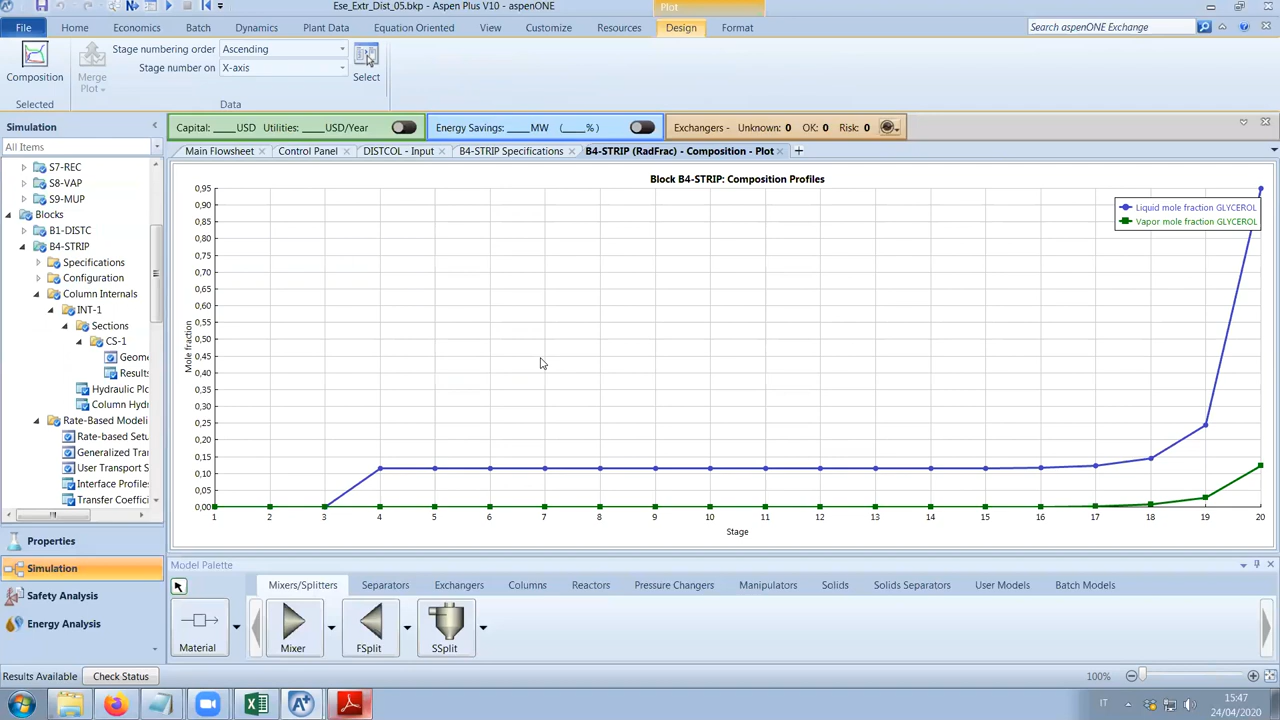 Ese_Extr_Dist_05.bkp - Aspen Plus V10 - aspenONE
Plot
File Home Economics Batch Dynamics Plant Data Equation Oriented View Customize Resources Design Format Search aspenONE Exchange
Composition
Selected
Merge Plot
Stage numbering order Ascending
Stage number on X-axis
Select
Data
Simulation
All Items
Capital: ____USD Utilities: ____USD/Year
Energy Savings: ____MW (____%)
Exchangers - Unknown: 0 OK: 0 Risk: 0
Main Flowsheet Control Panel DISTCOL - Input B4-STRIP Specifications B4-STRIP (RadFrac) - Composition - Plot
S7-REC
S8-VAP
S9-MUP
Blocks
B1-DISTC
B4-STRIP
Specifications
Configuration
Column Internals
INT-1
Sections
CS-1
Geome
Results
Hydraulic Plo
Column Hydr
Rate-Based Modeli
Rate-based Setu
Generalized Tra
User Transport S
Interface Profile
Transfer Coeffici
Properties
Simulation
Safety Analysis
Energy Analysis
Block B4-STRIP: Composition Profiles
Liquid mole fraction GLYCEROL
Vapor mole fraction GLYCEROL
Mole fraction
0,95
0,90
0,85
0,80
0,75
0,70
0,65
0,60
0,55
0,50
0,45
0,40
0,35
0,30
0,25
0,20
0,15
0,10
0,05
0,00
1 2 3 4 5 6 7 8 9 10 11 12 13 14 15 16 17 18 19 20
Stage
Model Palette
Mixers/Splitters Separators Exchangers Columns Reactors Pressure Changers Manipulators Solids Solids Separators User Models Batch Models
Material Mixer FSplit SSplit
Results Available Check Status 100%
IT
15:47
24/04/2020